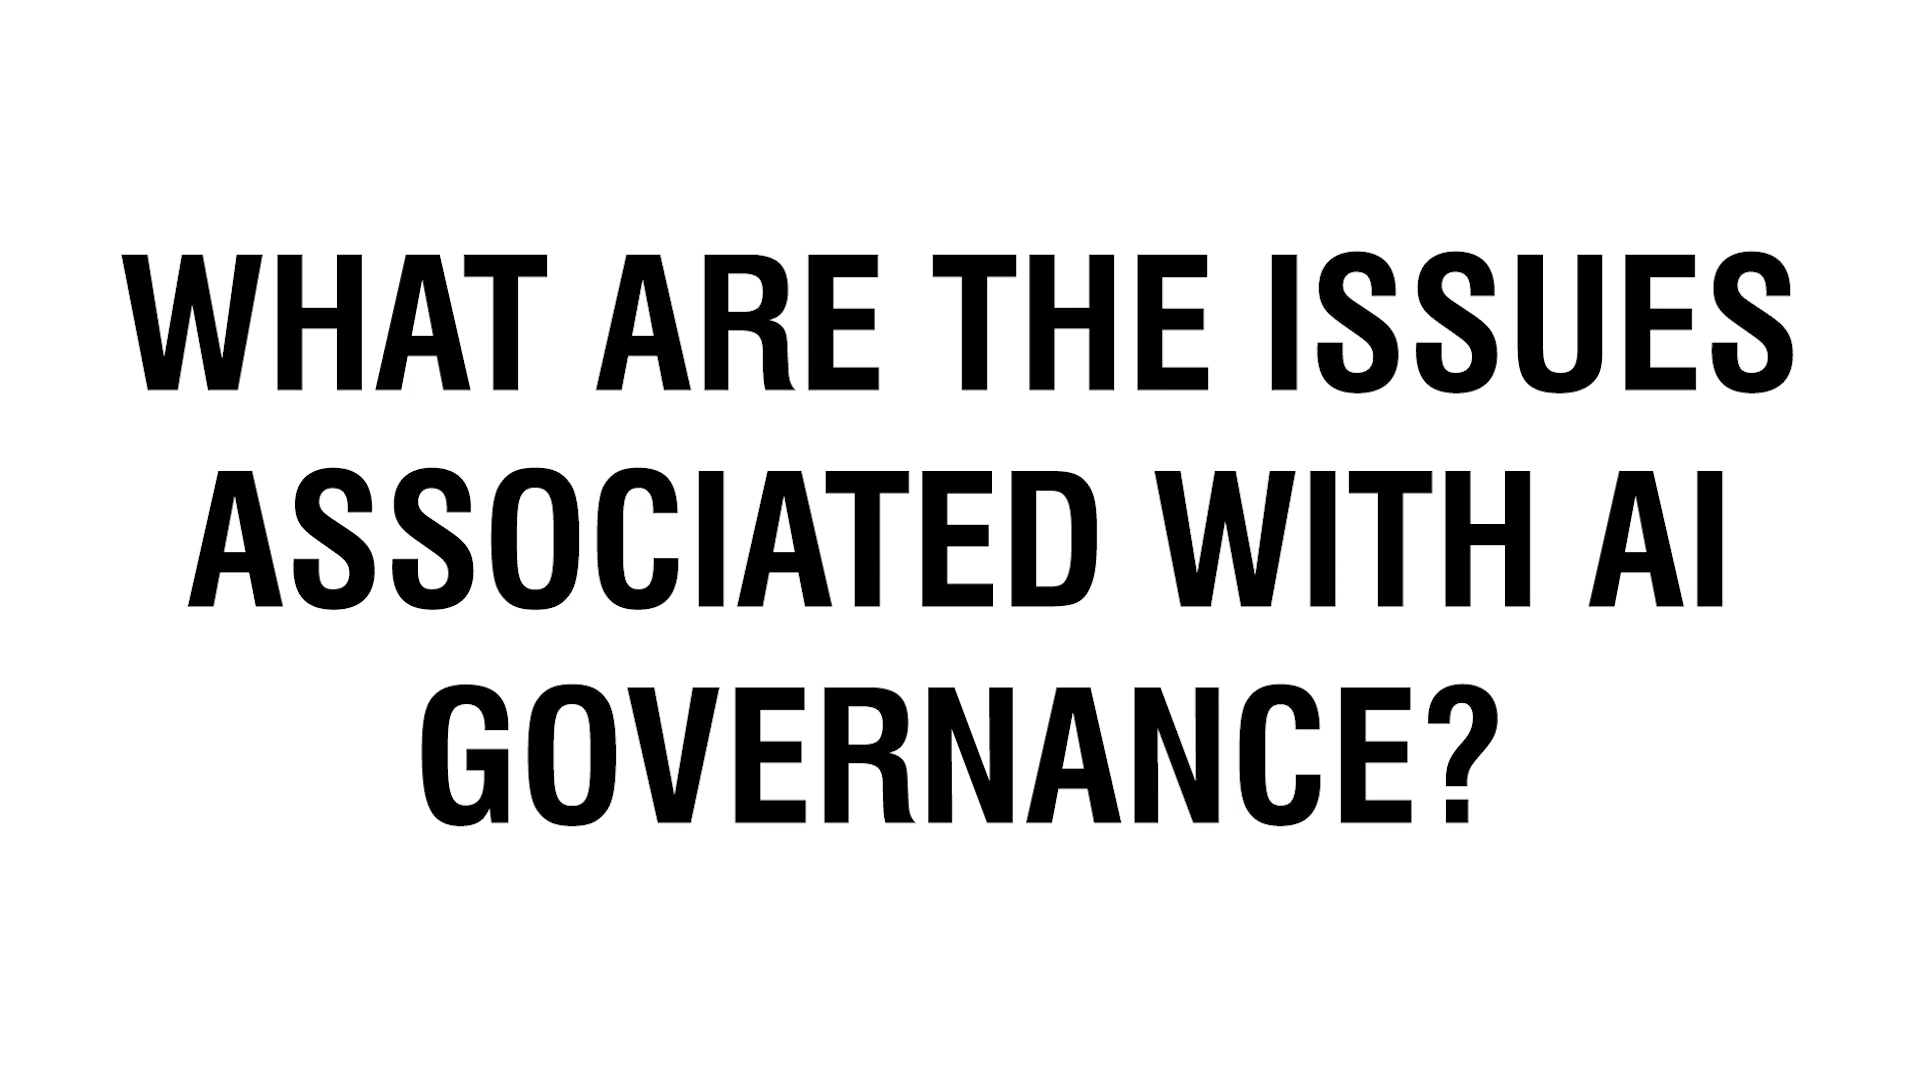 WHAT ARE THE ISSUES
ASSOCIATED WITH AI
GOVERNANCE?